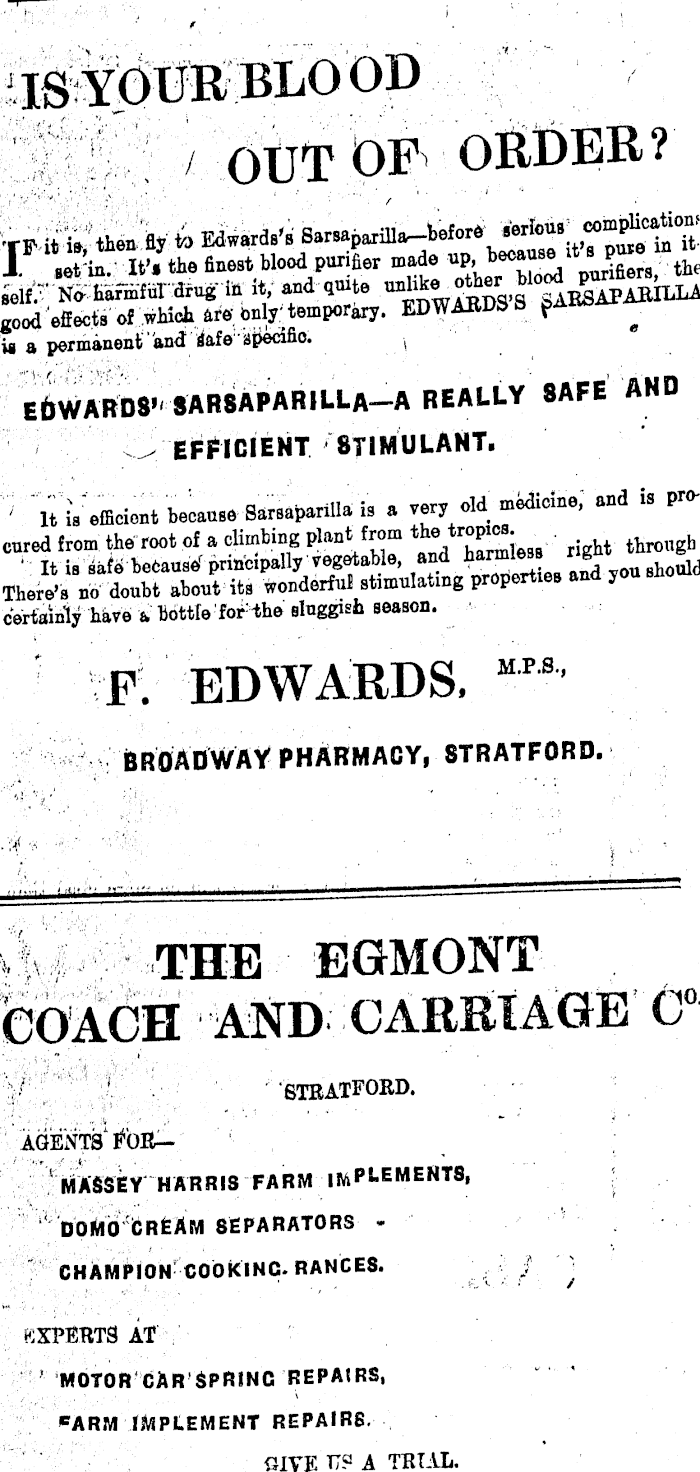 IS YOUR BLOOD
OUT OF ORDER?
IF it is, then fly to Edwards's Sarsaparilla—before serious complications
set in. It's the finest blood purifier made up, because it's pure in it-
self. No harmful drug in it, and quite unlike other blood purifiers, the
good effects of which are only temporary. EDWARDS'S SARSAPARILLA
is a permanent and safe specific.
EDWARDS' SARSAPARILLA—A REALLY SAFE AND
EFFICIENT STIMULANT.
It is efficient because Sarsaparilla is a very old medicine, and is pro-
cured from the root of a climbing plant from the tropics.
It is safe because principally vegetable, and harmless right through
There's no doubt about its wonderful stimulating properties and you should
certainly have a bottle for the sluggish season.
F. EDWARDS, M.P.S.,
BROADWAY PHARMACY, STRATFORD.
THE EGMONT
COACH AND CARRIAGE CO.
STRATFORD.
AGENTS FOR—
MASSEY HARRIS FARM IMPLEMENTS,
DOMO CREAM SEPARATORS -
CHAMPION COOKING RANGES.
EXPERTS AT
MOTOR CAR SPRING REPAIRS,
FARM IMPLEMENT REPAIRS.
GIVE US A TRIAL.